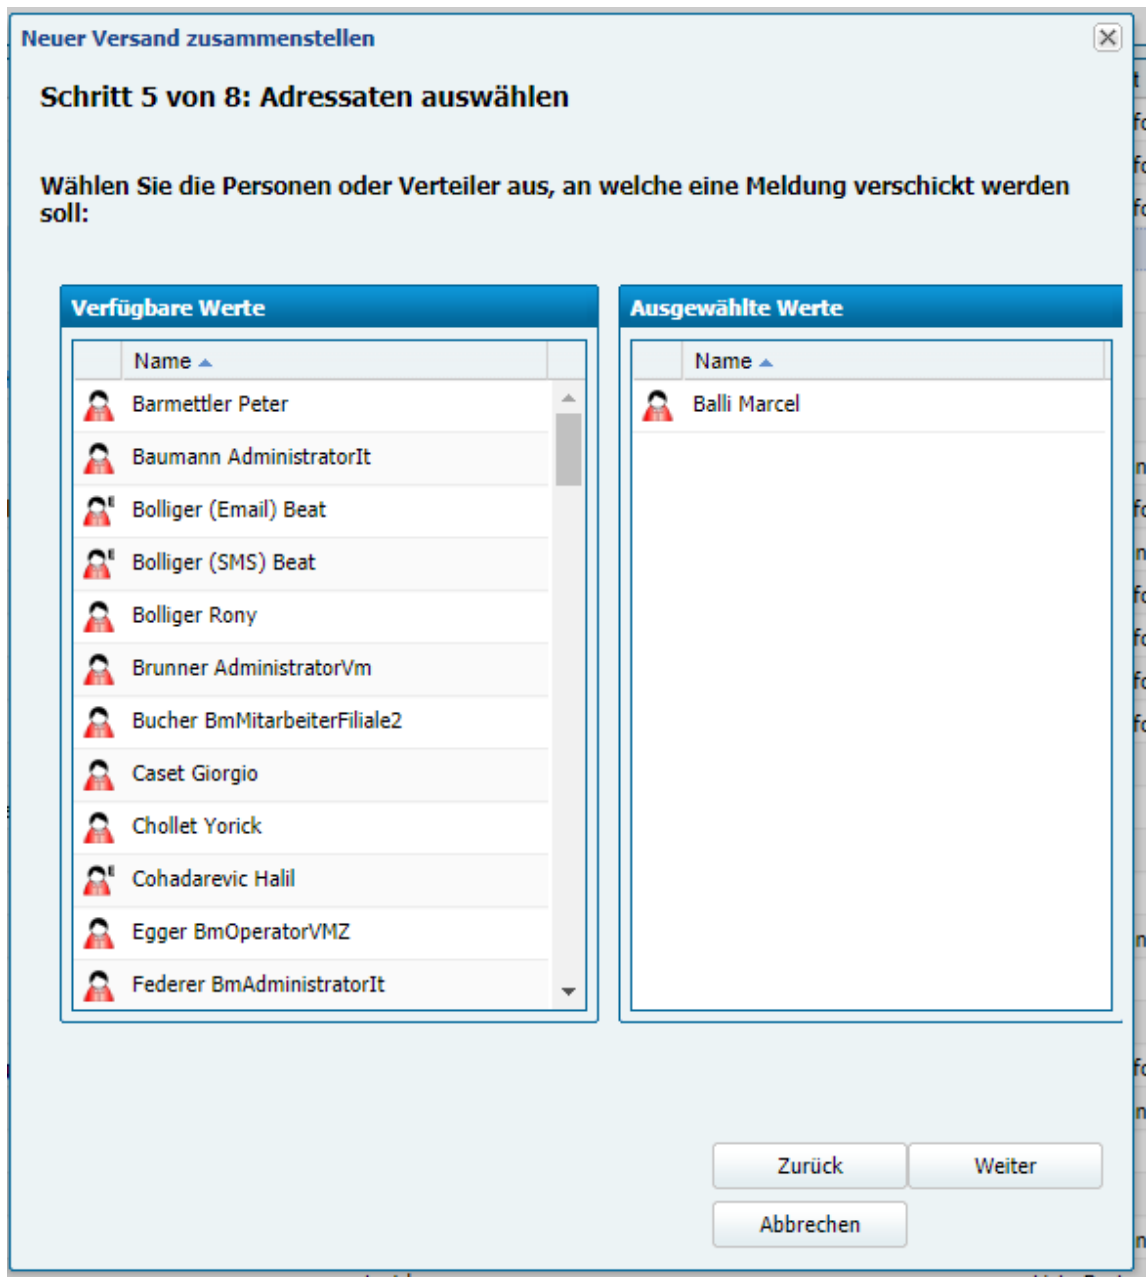 Neuer Versand zusammenstellen
Schritt 5 von 8: Adressaten auswählen
Wählen Sie die Personen oder Verteiler aus, an welche eine Meldung verschickt werden
soll:
Verfügbare Werte
Name
Barmettler Peter
Baumann AdministratorIt
Bolliger (Email) Beat
Bolliger (SMS) Beat
Bolliger Rony
Brunner AdministratorVm
Bucher BmMitarbeiterFiliale2
Caset Giorgio
Chollet Yorick
Cohadarevic Halil
Egger BmOperatorVMZ
Federer BmAdministratorIt
Ausgewählte Werte
Name
Balli Marcel
Zurück
Weiter
Abbrechen